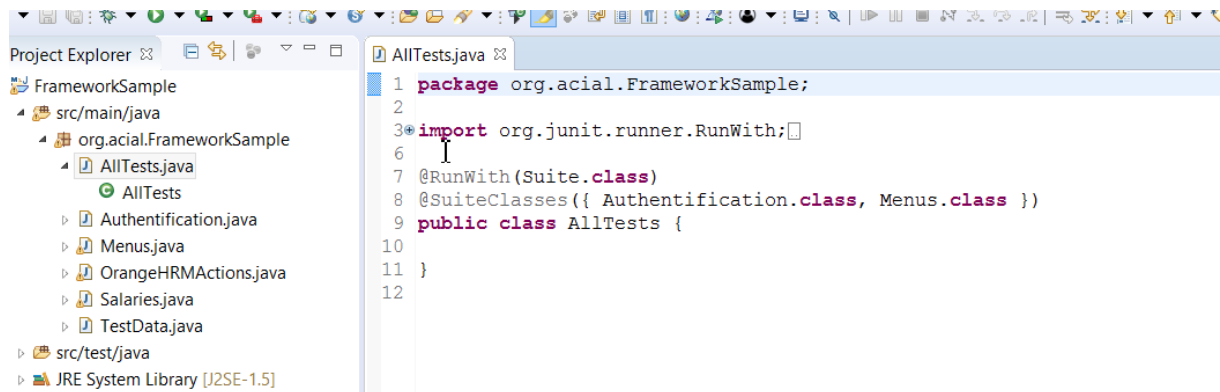 Project Explorer
FrameworkSample
src/main/java
org.acial.FrameworkSample
AllTests.java
AllTests
Authentification.java
Menus.java
OrangeHRMActions.java
Salaries.java
TestData.java
src/test/java
JRE System Library [J2SE-1.5]
AllTests.java
1 package org.acial.FrameworkSample;
2
3 import org.junit.runner.RunWith;
6
7 @RunWith(Suite.class)
8 @SuiteClasses({ Authentification.class, Menus.class })
9 public class AllTests {
10
11 }
12